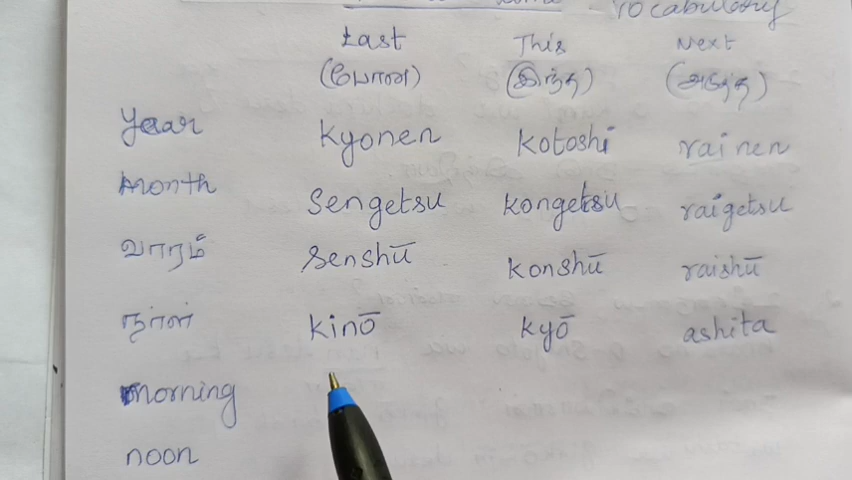 vocabulary
Last This Next
(போன) (இந்த) (அடுத்த)
Year Kyonen Kotoshi rainen
Month Sengetsu Kongetsu raigetsu
வாரம் Senshū Konshū raishū
நாள் Kinō Kyō ashita
Morning
noon